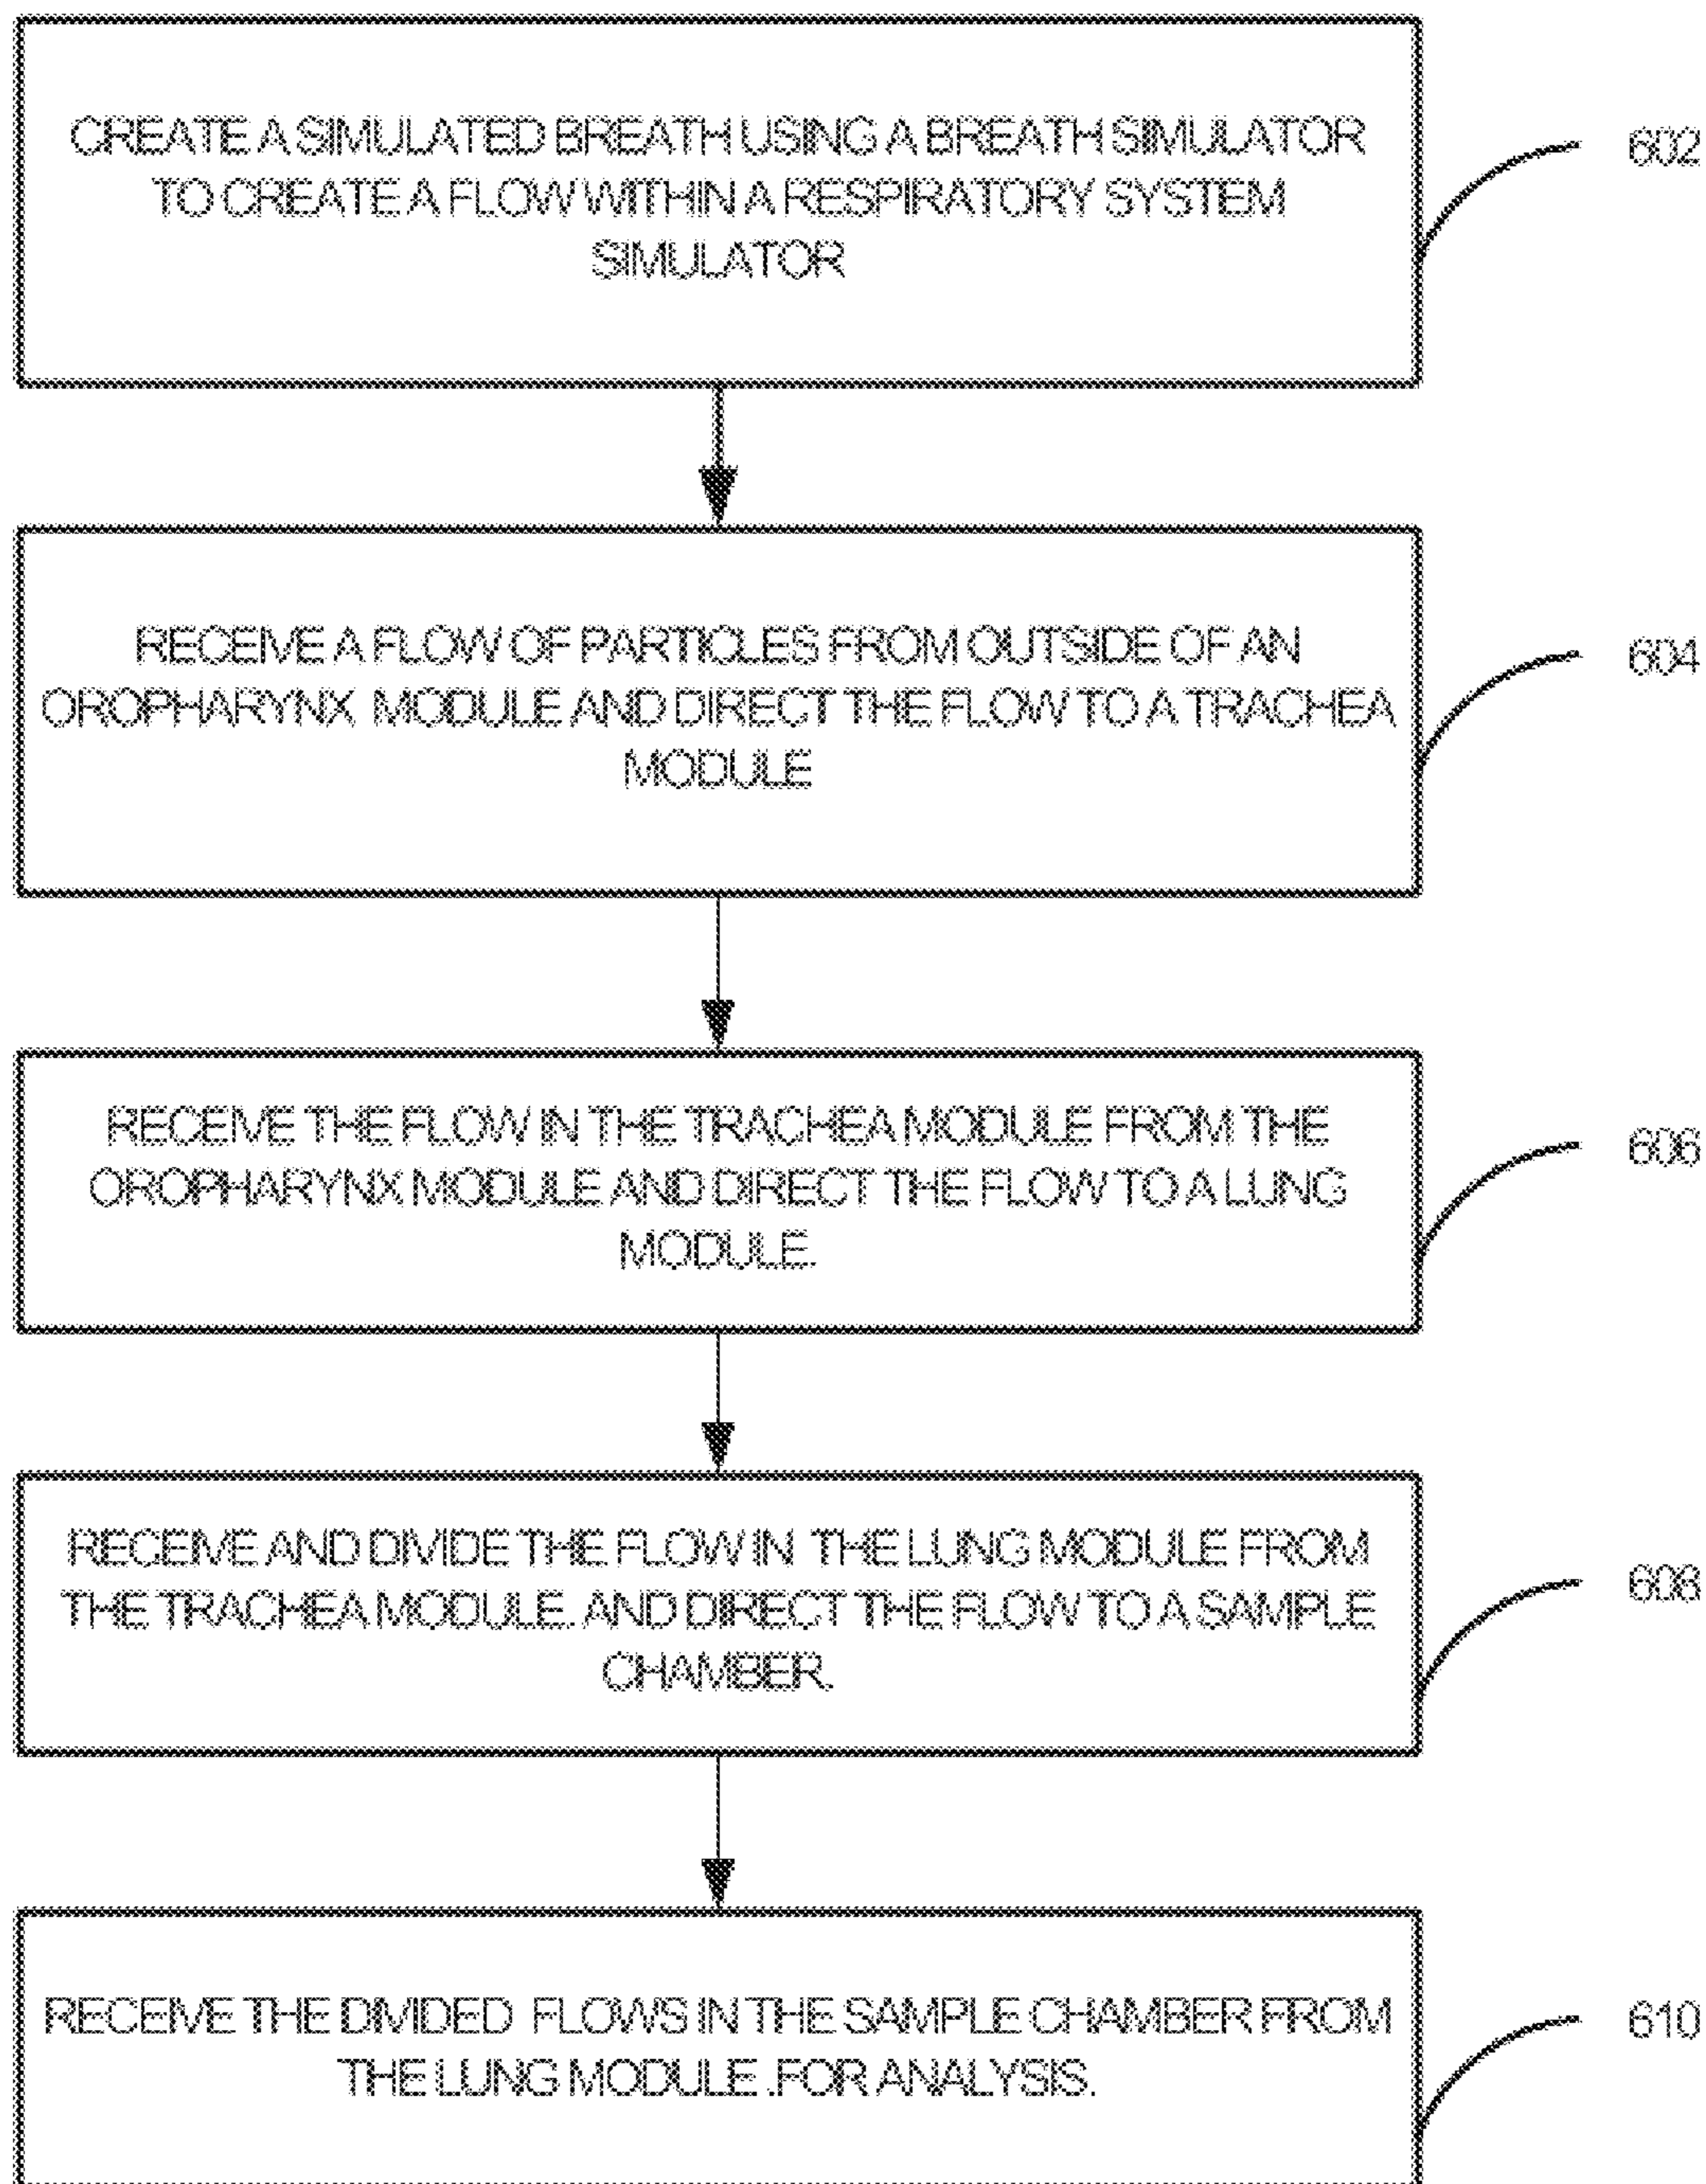 CREATE A SIMULATED BREATH USING A BREATH SIMULATOR
TO CREATE A FLOW WITHIN A RESPIRATORY SYSTEM
SIMULATOR
602
RECEIVE A FLOW OF PARTICLES FROM OUTSIDE OF AN
OROPHARYNX MODULE AND DIRECT THE FLOW TO A TRACHEA
MODULE
604
RECEIVE THE FLOW IN THE TRACHEA MODULE FROM THE
OROPHARYNX MODULE AND DIRECT THE FLOW TO A LUNG
MODULE.
606
RECEIVE AND DIVIDE THE FLOW IN THE LUNG MODULE FROM
THE TRACHEA MODULE. AND DIRECT THE FLOW TO A SAMPLE
CHAMBER.
608
RECEIVE THE DIVIDED FLOWS IN THE SAMPLE CHAMBER FROM
THE LUNG MODULE .FOR ANALYSIS.
610